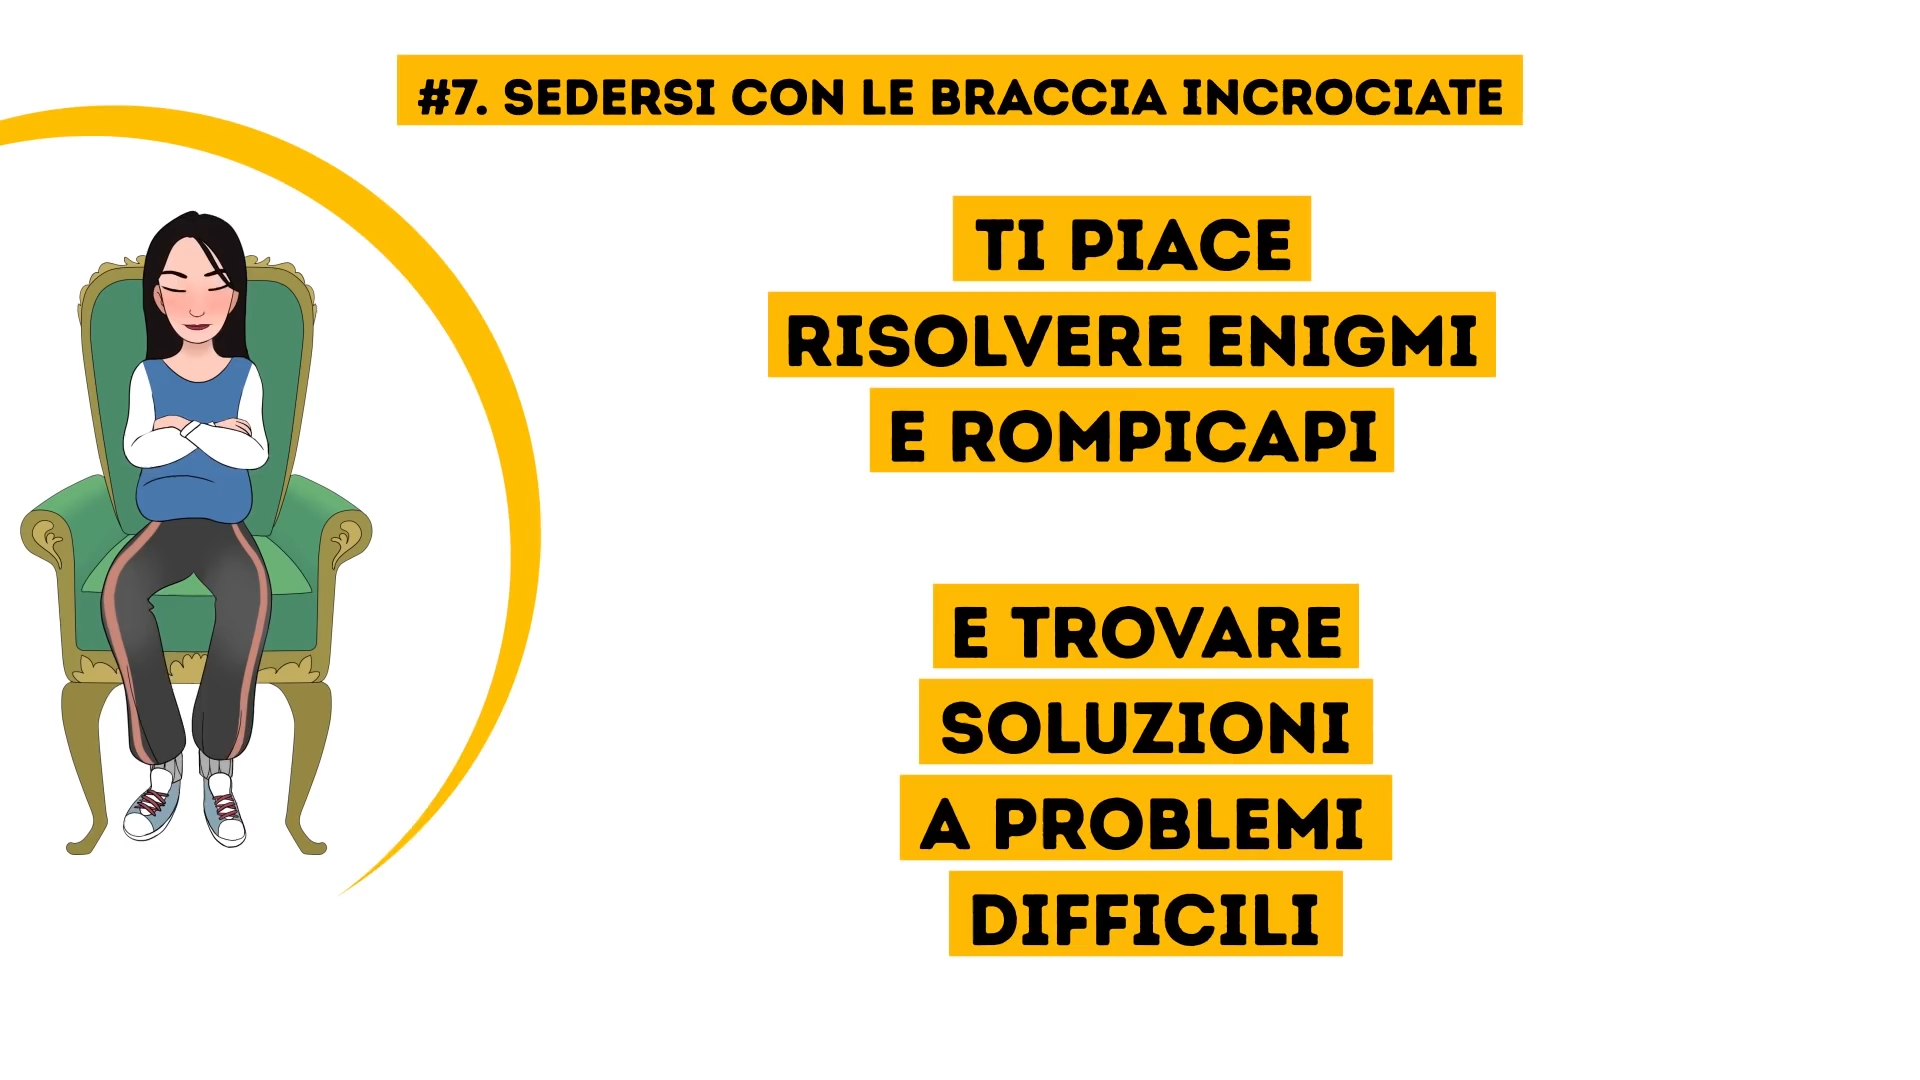 #7. SEDERSI CON LE BRACCIA INCROCIATE
TI PIACE
RISOLVERE ENIGMI
E ROMPICAPI
E TROVARE
SOLUZIONI
A PROBLEMI
DIFFICILI